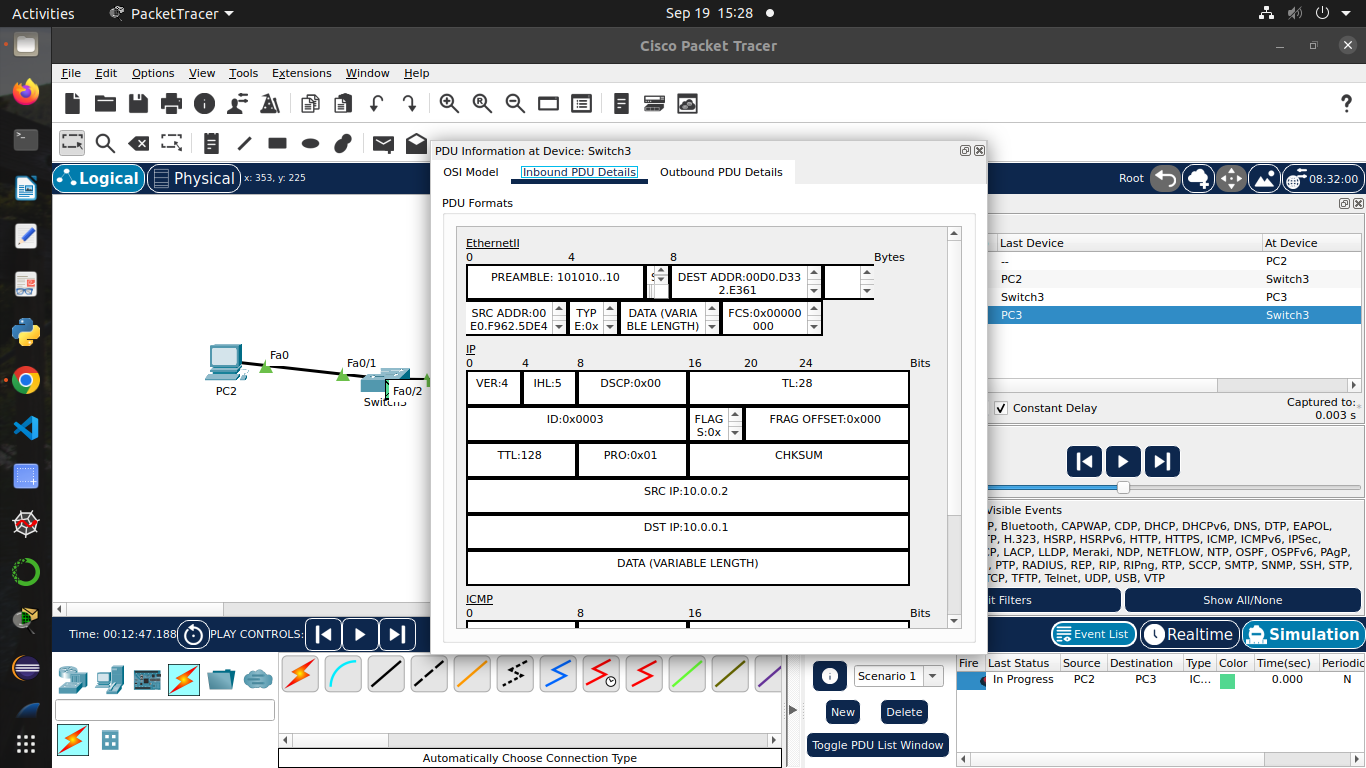 Activities PacketTracer Sep 19 15:28
Cisco Packet Tracer
File Edit Options View Tools Extensions Window Help
?
Logical Physical x: 353, y: 225 Root 08:32:00
PDU Information at Device: Switch3
OSI Model Inbound PDU Details Outbound PDU Details
PDU Formats
EthernetII
0 4 8 Bytes
PREAMBLE: 101010..10 DEST ADDR:00D0.D33
2.E361
SRC ADDR:00 TYP DATA (VARIA FCS:0x00000
E0.F962.5DE4 E:0x BLE LENGTH) 000
IP
0 4 8 16 20 24 Bits
VER:4 IHL:5 DSCP:0x00 TL:28
ID:0x0003 FLAG FRAG OFFSET:0x000
S:0x
TTL:128 PRO:0x01 CHKSUM
SRC IP:10.0.0.2
DST IP:10.0.0.1
DATA (VARIABLE LENGTH)
ICMP
0 8 16 Bits
Fa0
Fa0/1
Fa0/2
PC2
Last Device At Device
-- PC2
PC2 Switch3
Switch3 PC3
PC3 Switch3
Constant Delay Captured to:
0.003 s
Visible Events
P, Bluetooth, CAPWAP, CDP, DHCP, DHCPv6, DNS, DTP, EAPOL,
H.323, HSRP, HSRPv6, HTTP, HTTPS, ICMP, ICMPv6, IPSec,
LACP, LLDP, Meraki, NDP, NETFLOW, NTP, OSPF, OSPFv6, PAgP,
PTP, RADIUS, REP, RIP, RIPng, RTP, SCCP, SMTP, SNMP, SSH, STP,
TCP, TFTP, Telnet, UDP, USB, VTP
Filters Show All/None
Time: 00:12:47.188 PLAY CONTROLS: Event List Realtime Simulation
Scenario 1
New Delete
Toggle PDU List Window
Automatically Choose Connection Type
Fire Last Status Source Destination Type Color Time(sec) Periodic
In Progress PC2 PC3 IC... 0.000 N